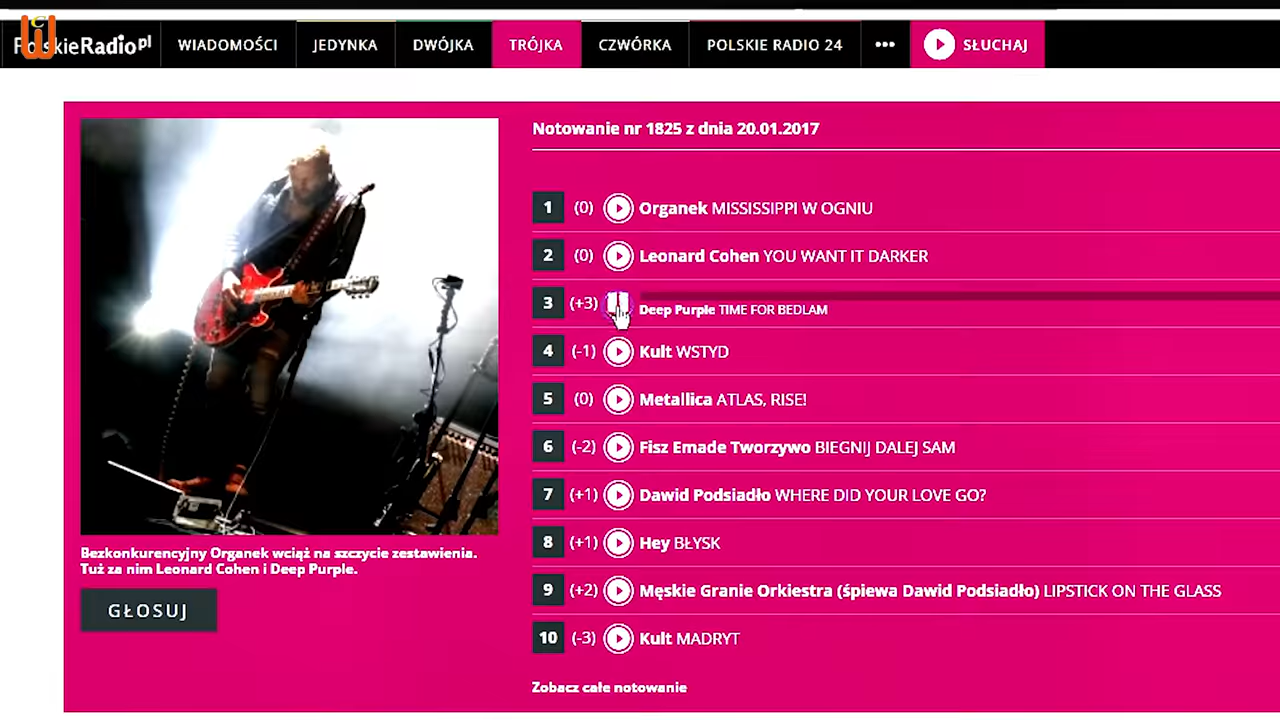 PolskieRadio.pl WIADOMOŚCI JEDYNKA DWÓJKA TRÓJKA CZWÓRKA POLSKIE RADIO 24 ••• SŁUCHAJ
Notowanie nr 1825 z dnia 20.01.2017
1 (0) Organek MISSISSIPPI W OGNIU
2 (0) Leonard Cohen YOU WANT IT DARKER
3 (+3) Deep Purple TIME FOR BEDLAM
4 (-1) Kult WSTYD
5 (0) Metallica ATLAS, RISE!
6 (-2) Fisz Emade Tworzywo BIEGNIJ DALEJ SAM
7 (+1) Dawid Podsiadło WHERE DID YOUR LOVE GO?
8 (+1) Hey BŁYSK
9 (+2) Męskie Granie Orkiestra (śpiewa Dawid Podsiadło) LIPSTICK ON THE GLASS
10 (-3) Kult MADRYT
Zobacz całe notowanie
Bezkonkurencyjny Organek wciąż na szczycie zestawienia.
Tuż za nim Leonard Cohen i Deep Purple.
GŁOSUJ